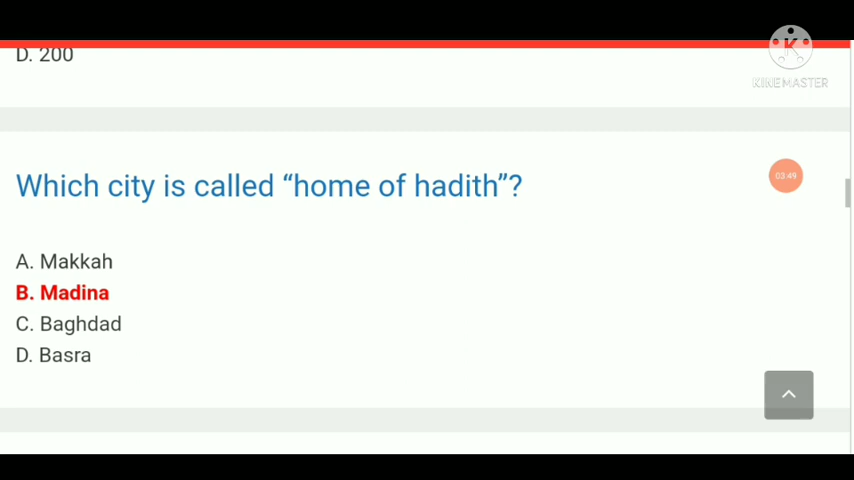 D. 200
K
KINEMASTER
Which city is called “home of hadith”?
03:49
A. Makkah
B. Madina
C. Baghdad
D. Basra